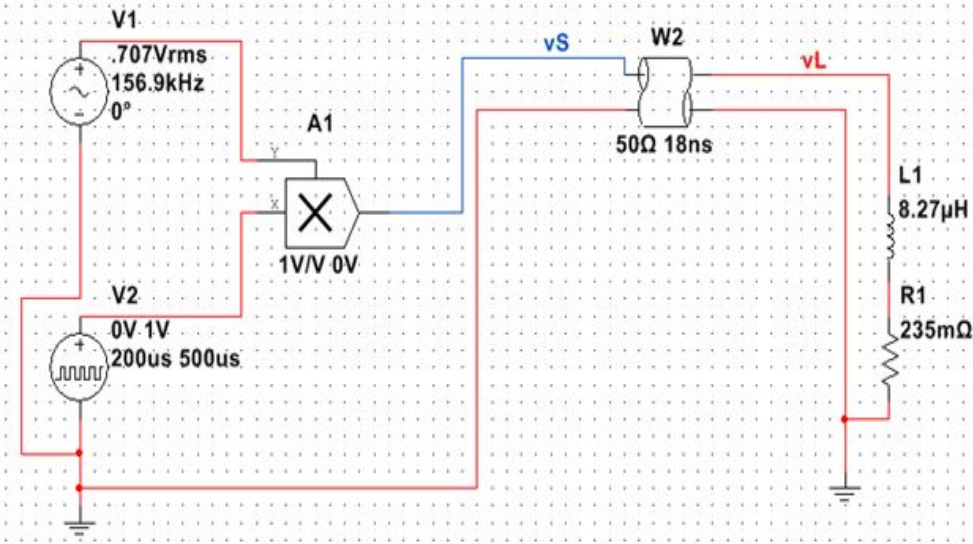 V1
.707Vrms
156.9kHz
0°
A1
Y
X
1V/V 0V
V2
0V 1V
200us 500us
vS
W2
50Ω 18ns
vL
L1
8.27µH
R1
235mΩ